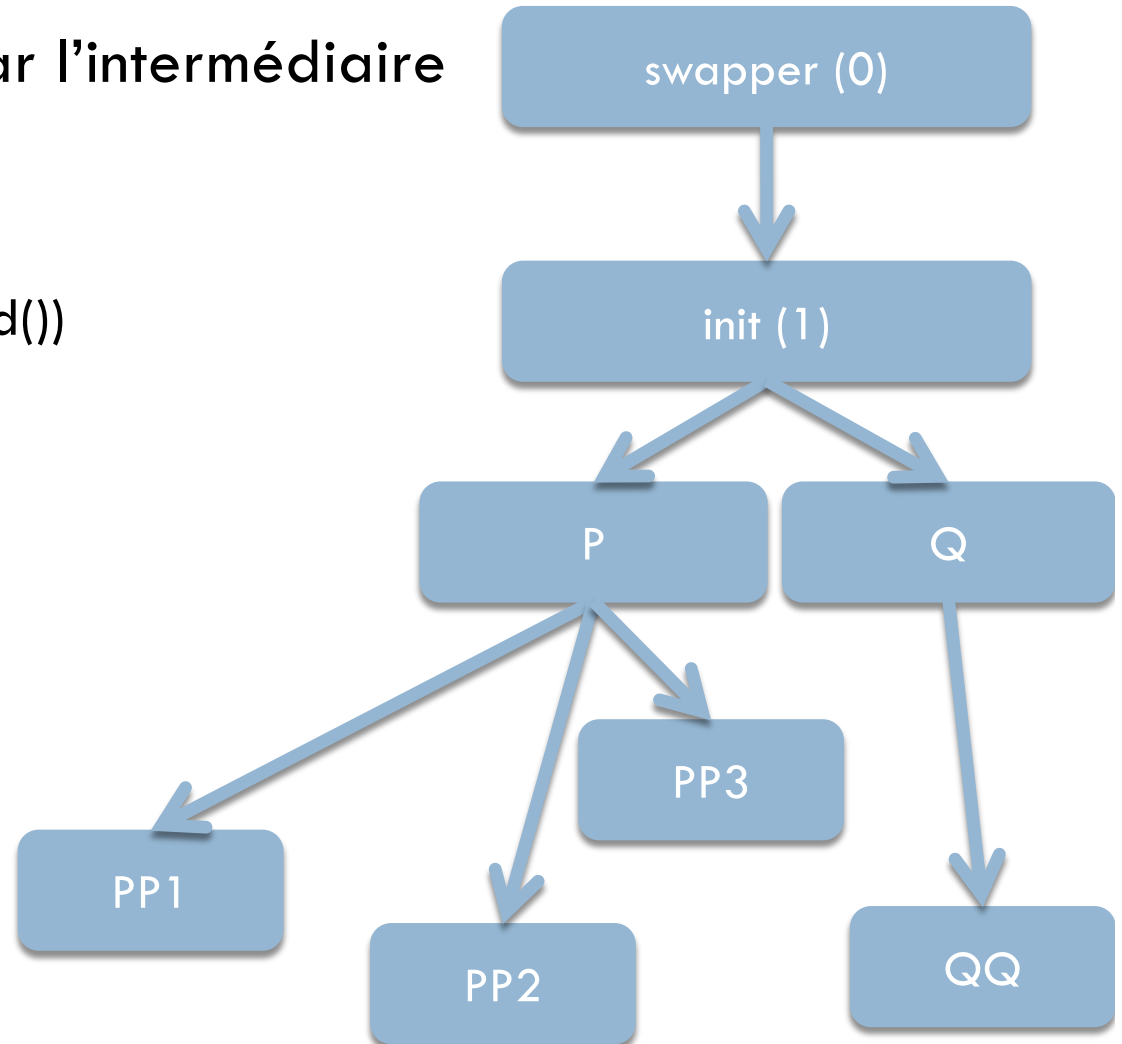 ar l'intermédiaire
swapper (0)
d())
init (1)
P
Q
PP3
PP1
PP2
QQ